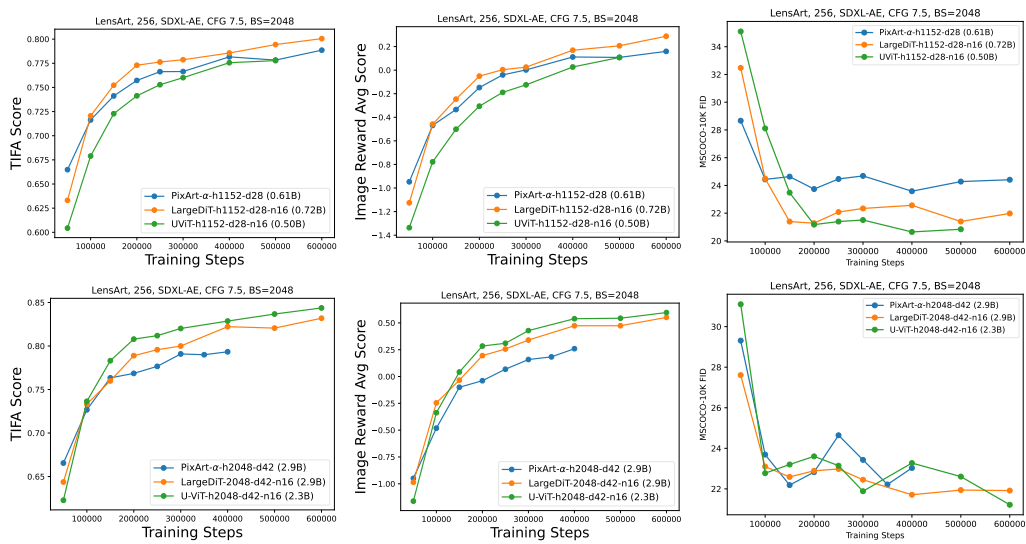 LensArt, 256, SDXL-AE, CFG 7.5, BS=2048
TIFA Score
0.800
0.775
0.750
0.725
0.700
0.675
0.650
0.625
0.600
PixArt-α-h1152-d28 (0.61B)
LargeDiT-h1152-d28-n16 (0.72B)
UViT-h1152-d28-n16 (0.50B)
100000 200000 300000 400000 500000 600000
Training Steps
LensArt, 256, SDXL-AE, CFG 7.5, BS=2048
Image Reward Avg Score
0.2
0.0
−0.2
−0.4
−0.6
−0.8
−1.0
−1.2
−1.4
PixArt-α-h1152-d28 (0.61B)
LargeDiT-h1152-d28-n16 (0.72B)
UViT-h1152-d28-n16 (0.50B)
100000 200000 300000 400000 500000 600000
Training Steps
LensArt, 256, SDXL-AE, CFG 7.5, BS=2048
MSCOCO-10K FID
34
32
30
28
26
24
22
20
PixArt-α-h1152-d28 (0.61B)
LargeDiT-h1152-d28-n16 (0.72B)
UViT-h1152-d28-n16 (0.50B)
100000 200000 300000 400000 500000 600000
Training Steps
LensArt, 256, SDXL-AE, CFG 7.5, BS=2048
TIFA Score
0.85
0.80
0.75
0.70
0.65
PixArt-α-h2048-d42 (2.9B)
LargeDiT-2048-d42-n16 (2.9B)
U-ViT-h2048-d42-n16 (2.3B)
100000 200000 300000 400000 500000 600000
Training Steps
LensArt, 256, SDXL-AE, CFG 7.5, BS=2048
Image Reward Avg Score
0.50
0.25
0.00
−0.25
−0.50
−0.75
−1.00
PixArt-α-h2048-d42 (2.9B)
LargeDiT-2048-d42-n16 (2.9B)
U-ViT-h2048-d42-n16 (2.3B)
100000 200000 300000 400000 500000 600000
Training Steps
LensArt, 256, SDXL-AE, CFG 7.5, BS=2048
MSCOCO-10K FID
30
28
26
24
22
PixArt-α-h2048-d42 (2.9B)
LargeDiT-2048-d42-n16 (2.9B)
U-ViT-h2048-d42-n16 (2.3B)
100000 200000 300000 400000 500000 600000
Training Steps